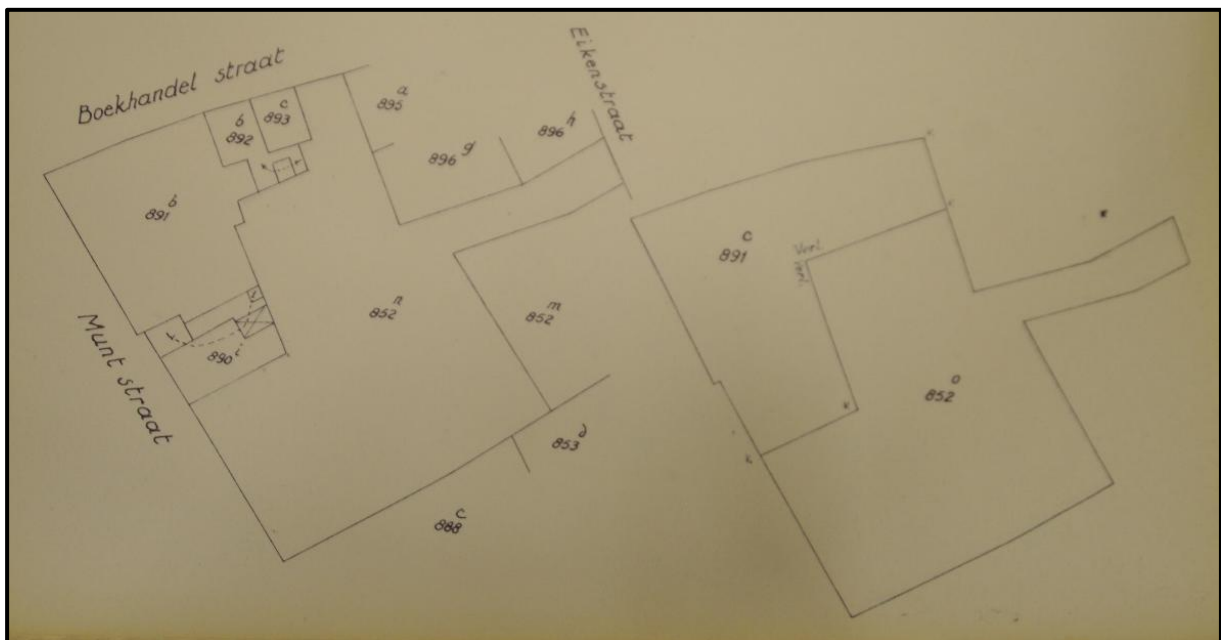 Boekhandel straat
Eikenstraat
895 a
893 c
892 b
896 h
896 g
891 b
891 c
852 n
852 m
Munt straat
890 i
852 o
853 d
888 c